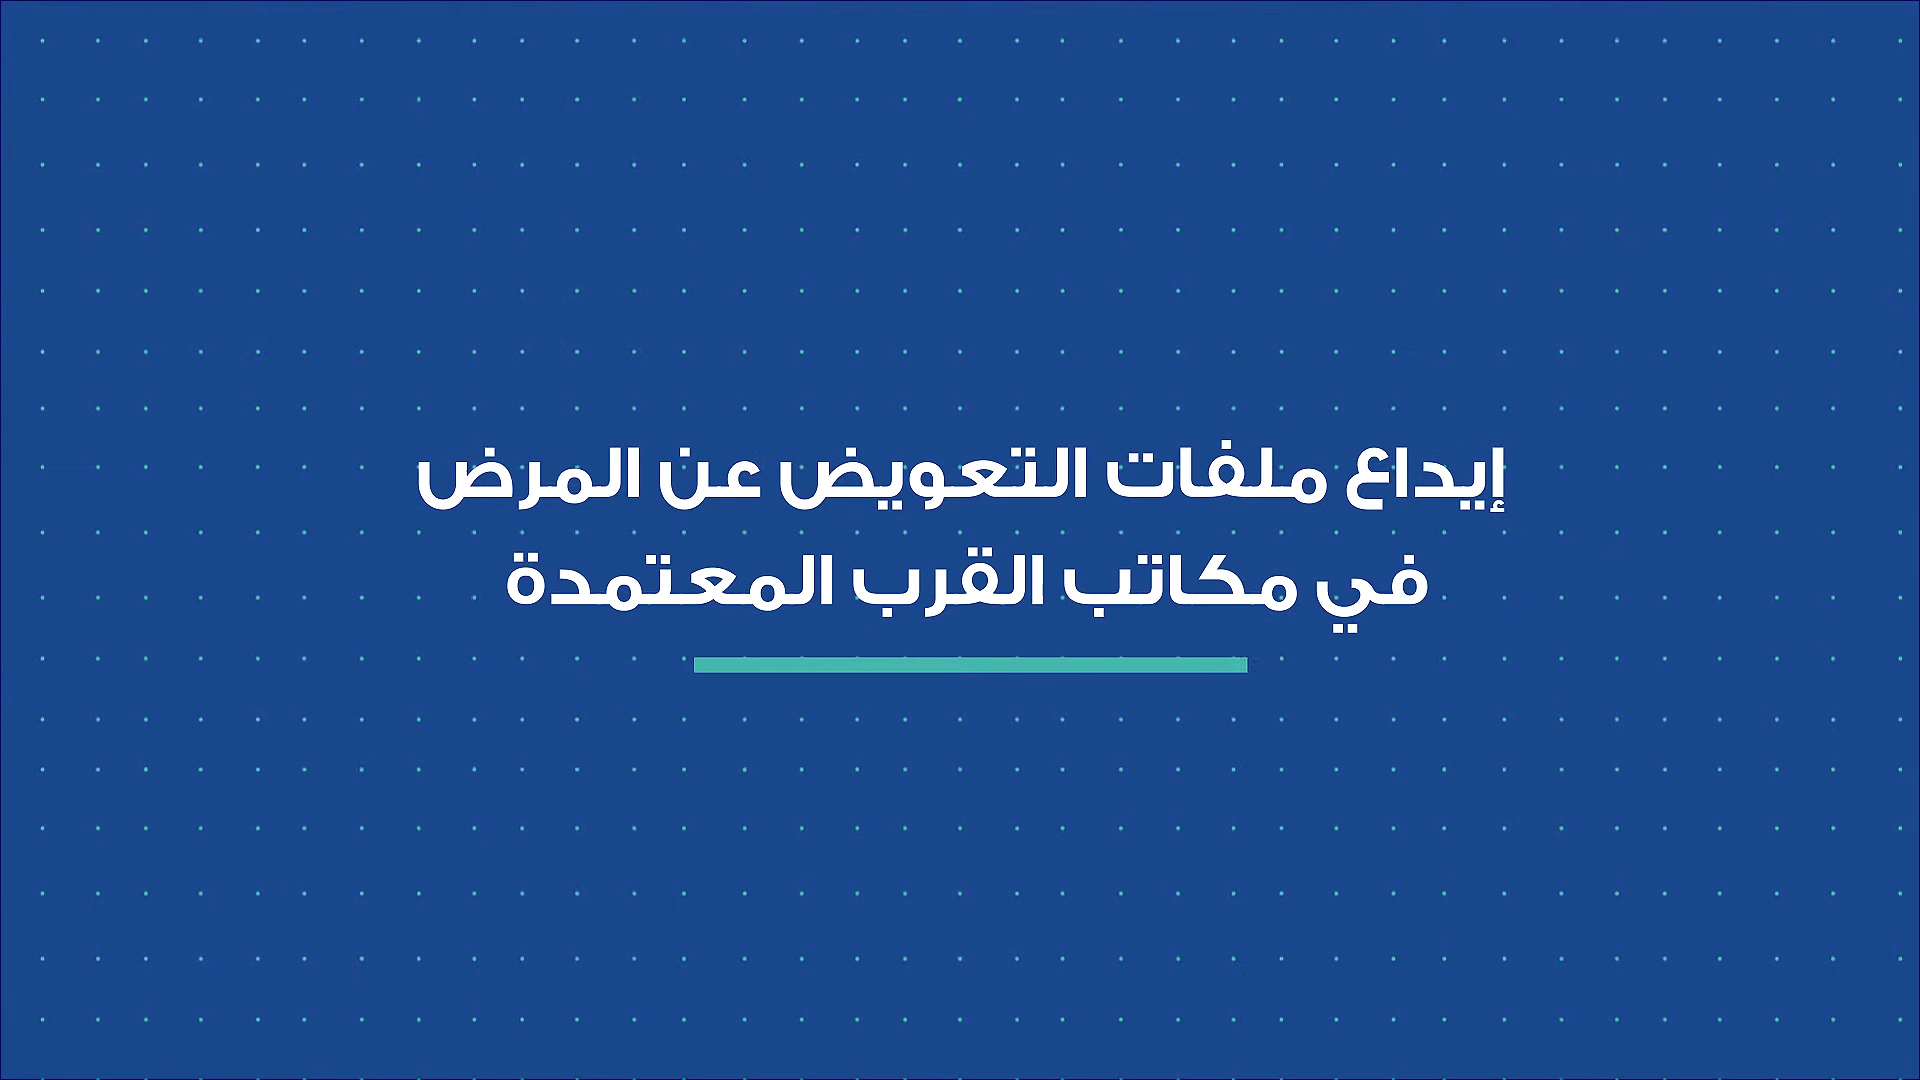 إيداع ملفات التعويض عن المرض
في مكاتب القرب المعتمدة